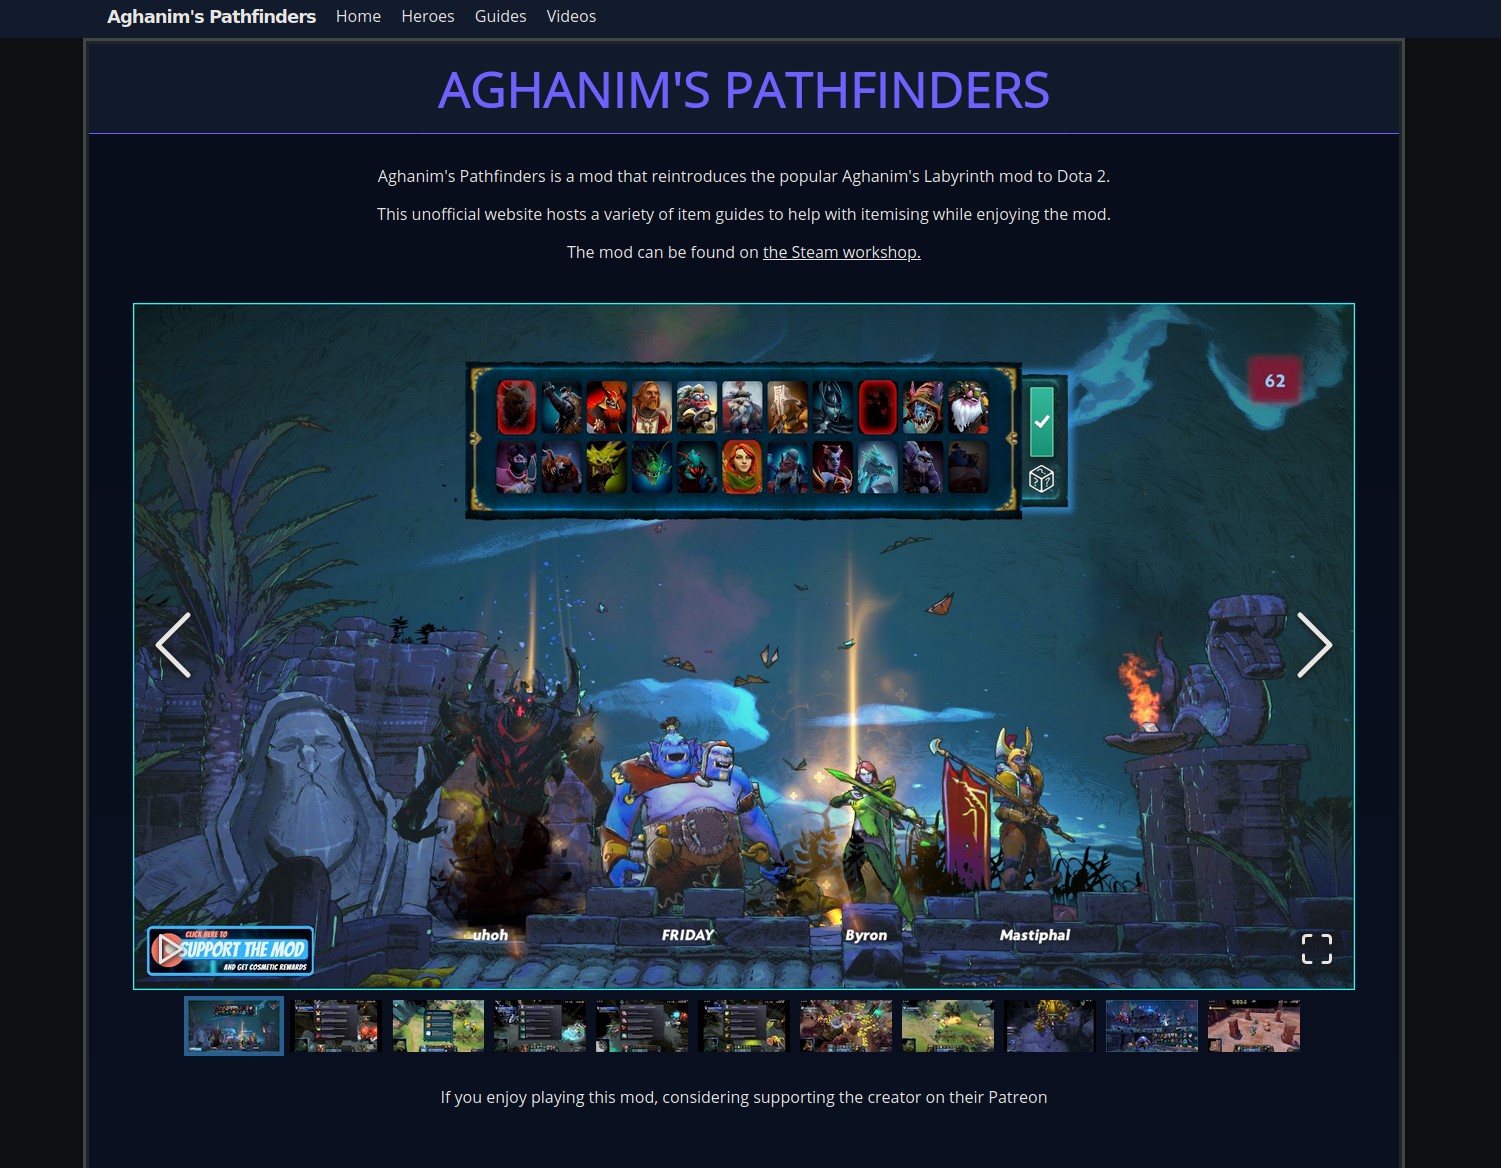 Aghanim's Pathfinders Home Heroes Guides Videos
AGHANIM'S PATHFINDERS
Aghanim's Pathfinders is a mod that reintroduces the popular Aghanim's Labyrinth mod to Dota 2.
This unofficial website hosts a variety of item guides to help with itemising while enjoying the mod.
The mod can be found on the Steam workshop.
62
uhoh FRIDAY Byron Mastiphal
CLICK HERE TO
SUPPORT THE MOD
AND GET COSMETIC REWARDS
If you enjoy playing this mod, considering supporting the creator on their Patreon